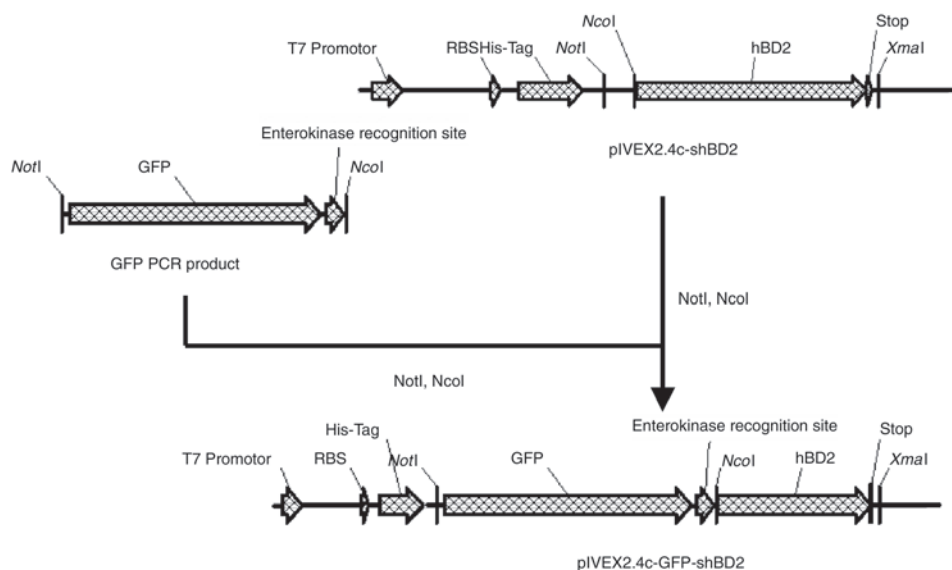 NcoI
Stop
T7 Promotor
RBSHis-Tag
NotI
hBD2
XmaI
Enterokinase recognition site
pIVEX2.4c-shBD2
NotI
GFP
NcoI
GFP PCR product
NotI, NcoI
NotI, NcoI
His-Tag
Enterokinase recognition site
Stop
T7 Promotor
RBS
NotI
GFP
NcoI
hBD2
XmaI
pIVEX2.4c-GFP-shBD2